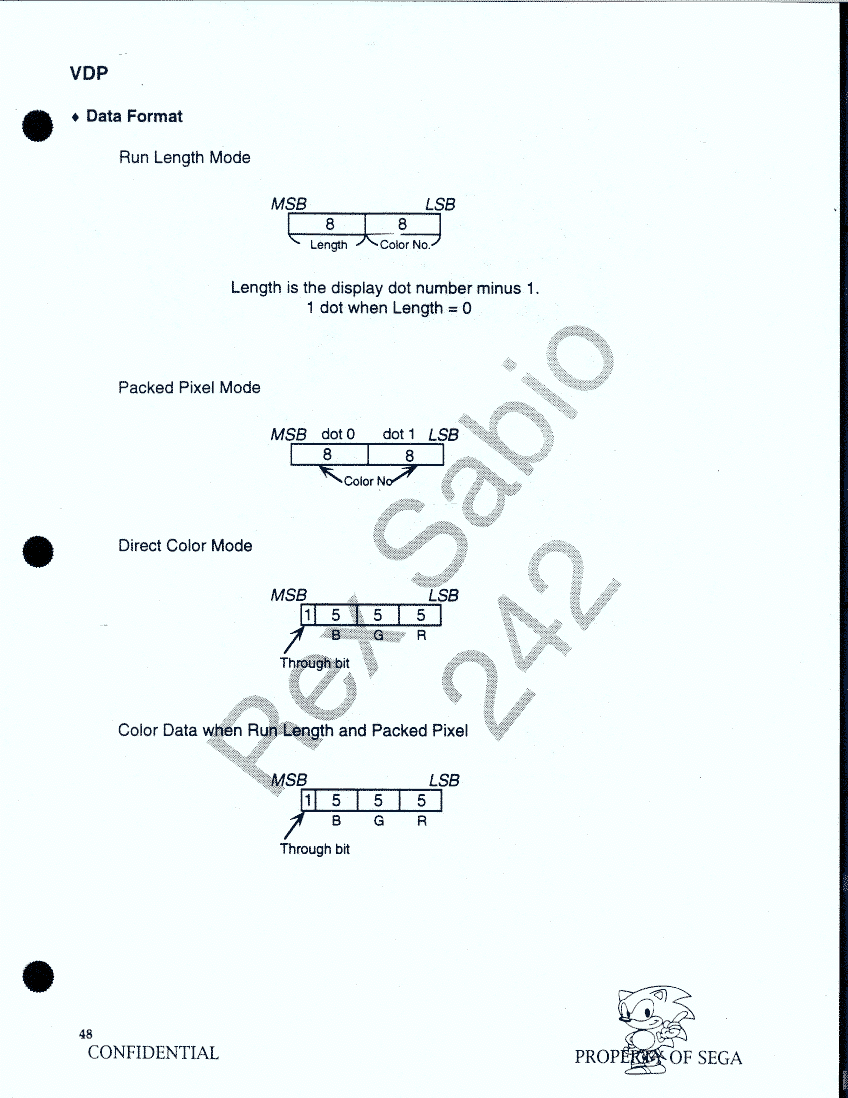 VDP
♦ Data Format
Run Length Mode
MSB LSB
8 8
Length Color No.
Length is the display dot number minus 1.
1 dot when Length = 0
Packed Pixel Mode
MSB dot 0 dot 1 LSB
8 8
Color No
Direct Color Mode
MSB LSB
1 5 5 5
B G R
Through bit
Color Data when Run Length and Packed Pixel
MSB LSB
1 5 5 5
B G R
Through bit
Rex Sabio
242
48
CONFIDENTIAL
PROPERTY OF SEGA